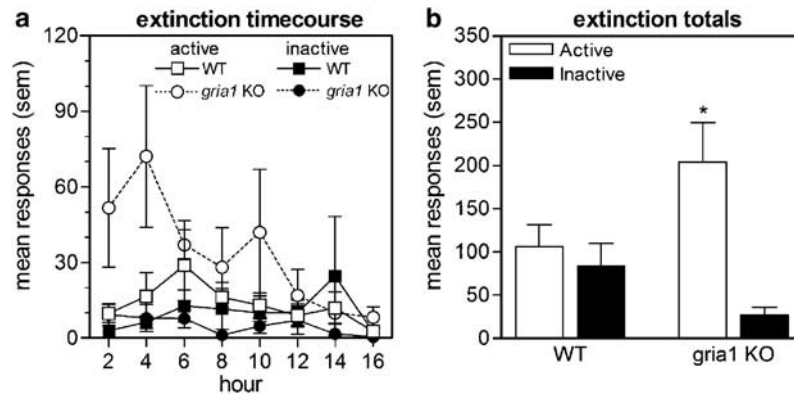 a extinction timecourse
120
90
60
30
0
mean responses (sem)
active inactive
WT WT
gria1 KO gria1 KO
2 4 6 8 10 12 14 16
hour
b extinction totals
350
300
250
200
150
100
50
0
mean responses (sem)
Active
Inactive
*
WT gria1 KO